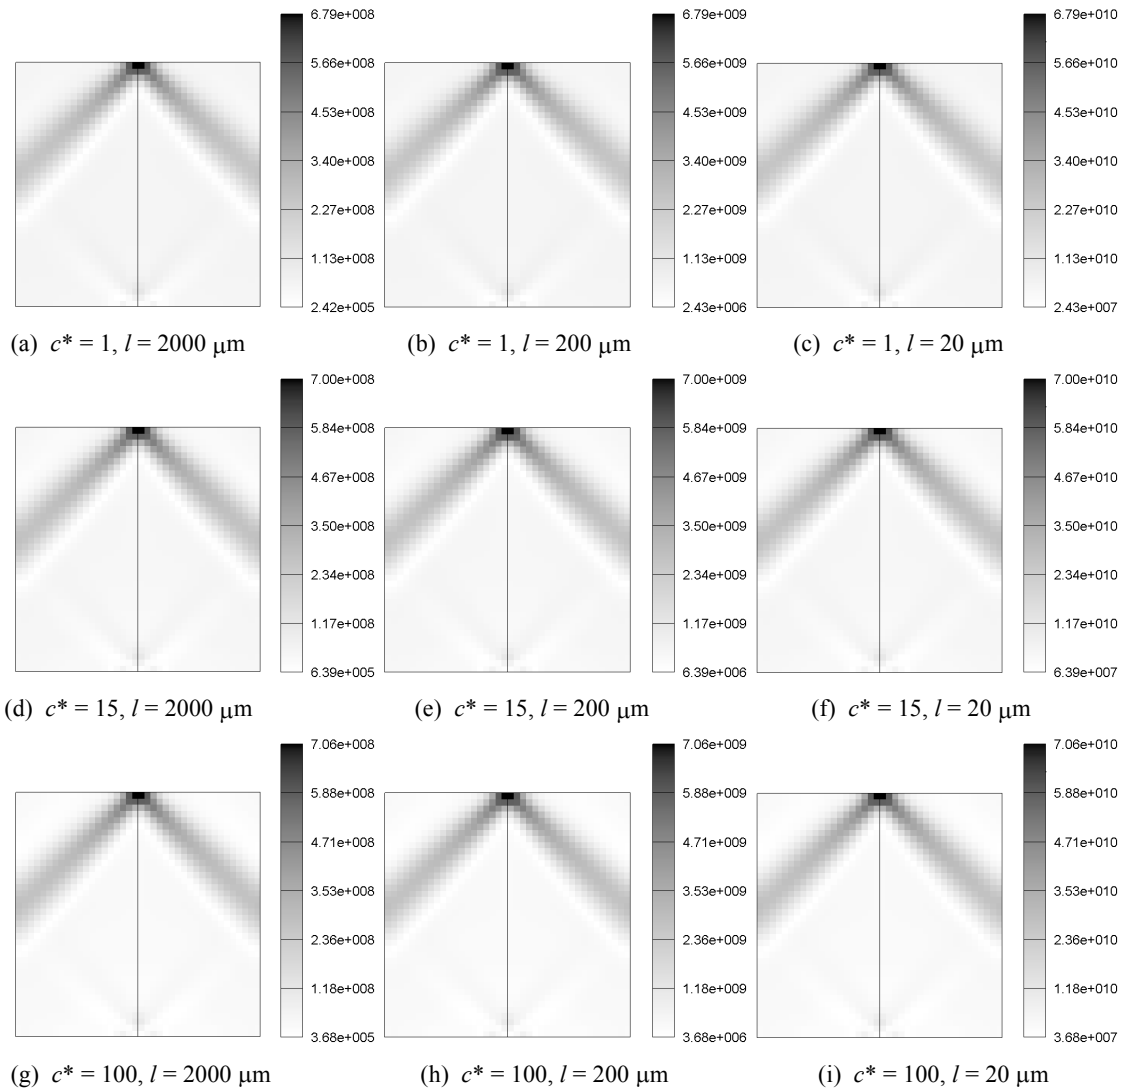 6.79e+008
5.66e+008
4.53e+008
3.40e+008
2.27e+008
1.13e+008
2.42e+005
(a) c* = 1, l = 2000 μm
6.79e+009
5.66e+009
4.53e+009
3.40e+009
2.27e+009
1.13e+009
2.43e+006
(b) c* = 1, l = 200 μm
6.79e+010
5.66e+010
4.53e+010
3.40e+010
2.27e+010
1.13e+010
2.43e+007
(c) c* = 1, l = 20 μm
7.00e+008
5.84e+008
4.67e+008
3.50e+008
2.34e+008
1.17e+008
6.39e+005
(d) c* = 15, l = 2000 μm
7.00e+009
5.84e+009
4.67e+009
3.50e+009
2.34e+009
1.17e+009
6.39e+006
(e) c* = 15, l = 200 μm
7.00e+010
5.84e+010
4.67e+010
3.50e+010
2.34e+010
1.17e+010
6.39e+007
(f) c* = 15, l = 20 μm
7.06e+008
5.88e+008
4.71e+008
3.53e+008
2.36e+008
1.18e+008
3.68e+005
(g) c* = 100, l = 2000 μm
7.06e+009
5.88e+009
4.71e+009
3.53e+009
2.36e+009
1.18e+009
3.68e+006
(h) c* = 100, l = 200 μm
7.06e+010
5.88e+010
4.71e+010
3.53e+010
2.36e+010
1.18e+010
3.68e+007
(i) c* = 100, l = 20 μm